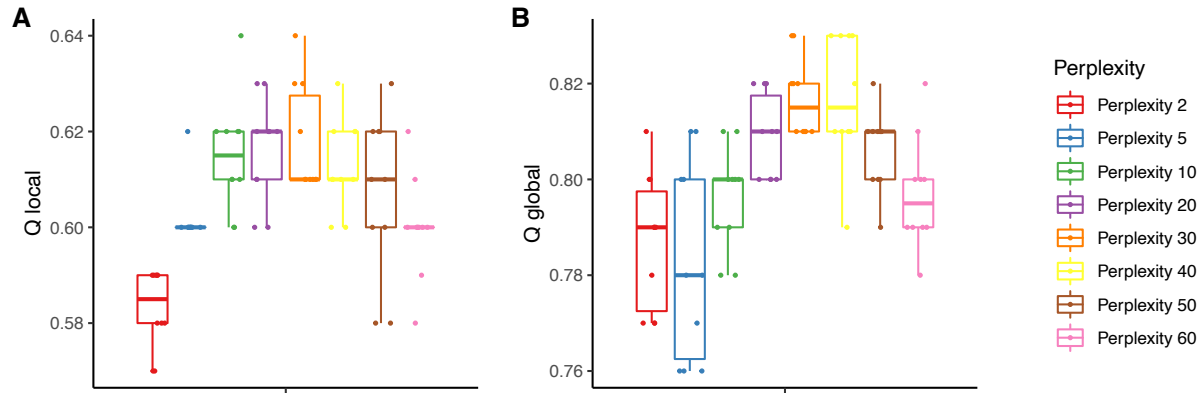 A
Q local
0.64
0.62
0.60
0.58
B
Q global
0.82
0.80
0.78
0.76
Perplexity
Perplexity 2
Perplexity 5
Perplexity 10
Perplexity 20
Perplexity 30
Perplexity 40
Perplexity 50
Perplexity 60